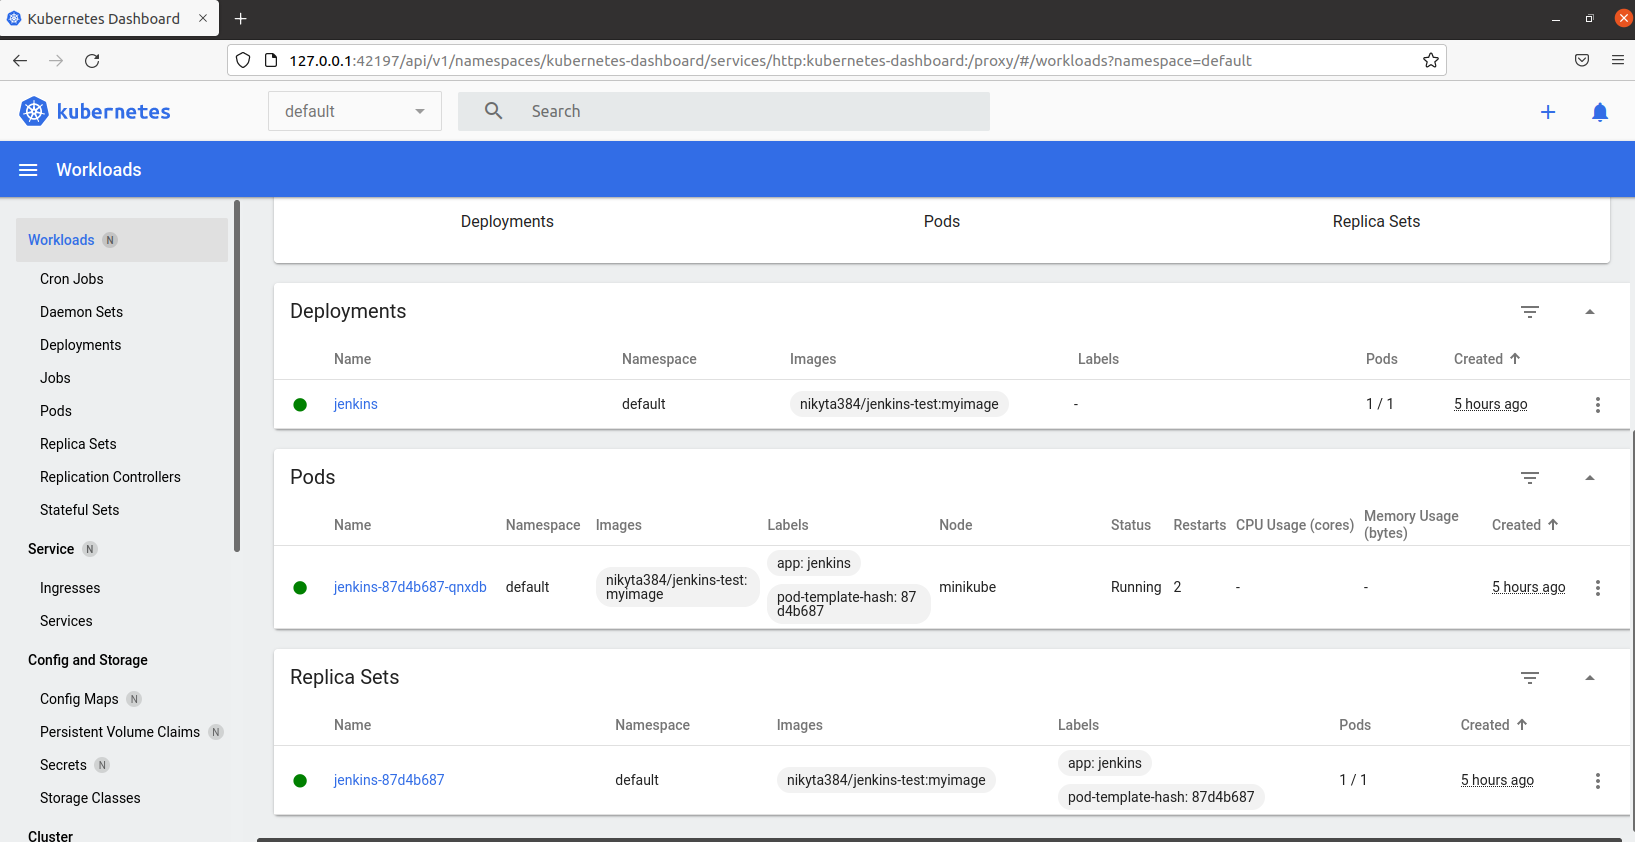 Kubernetes Dashboard
127.0.0.1:42197/api/v1/namespaces/kubernetes-dashboard/services/http:kubernetes-dashboard:/proxy/#/workloads?namespace=default
kubernetes
default
Search
Workloads
Workloads N
Cron Jobs
Daemon Sets
Deployments
Jobs
Pods
Replica Sets
Replication Controllers
Stateful Sets
Service N
Ingresses
Services
Config and Storage
Config Maps N
Persistent Volume Claims N
Secrets N
Storage Classes
Cluster
Deployments Pods Replica Sets
Deployments
Name Namespace Images Labels Pods Created
jenkins default nikyta384/jenkins-test:myimage - 1 / 1 5 hours ago
Pods
Name Namespace Images Labels Node Status Restarts CPU Usage (cores) Memory Usage (bytes) Created
jenkins-87d4b687-qnxdb default nikyta384/jenkins-test:
myimage
app: jenkins
pod-template-hash: 87
d4b687
minikube Running 2 - - 5 hours ago
Replica Sets
Name Namespace Images Labels Pods Created
jenkins-87d4b687 default nikyta384/jenkins-test:myimage
app: jenkins
pod-template-hash: 87d4b687
1 / 1 5 hours ago